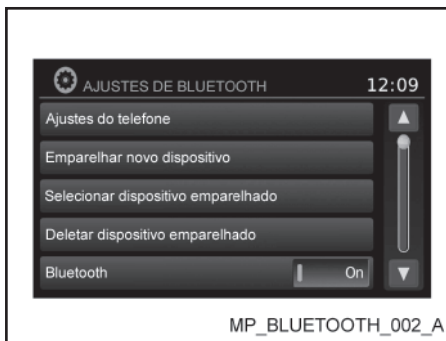 AJUSTES DE BLUETOOTH 12:09
Ajustes do telefone
Emparelhar novo dispositivo
Selecionar dispositivo emparelhado
Deletar dispositivo emparelhado
Bluetooth On
MP_BLUETOOTH_002_A